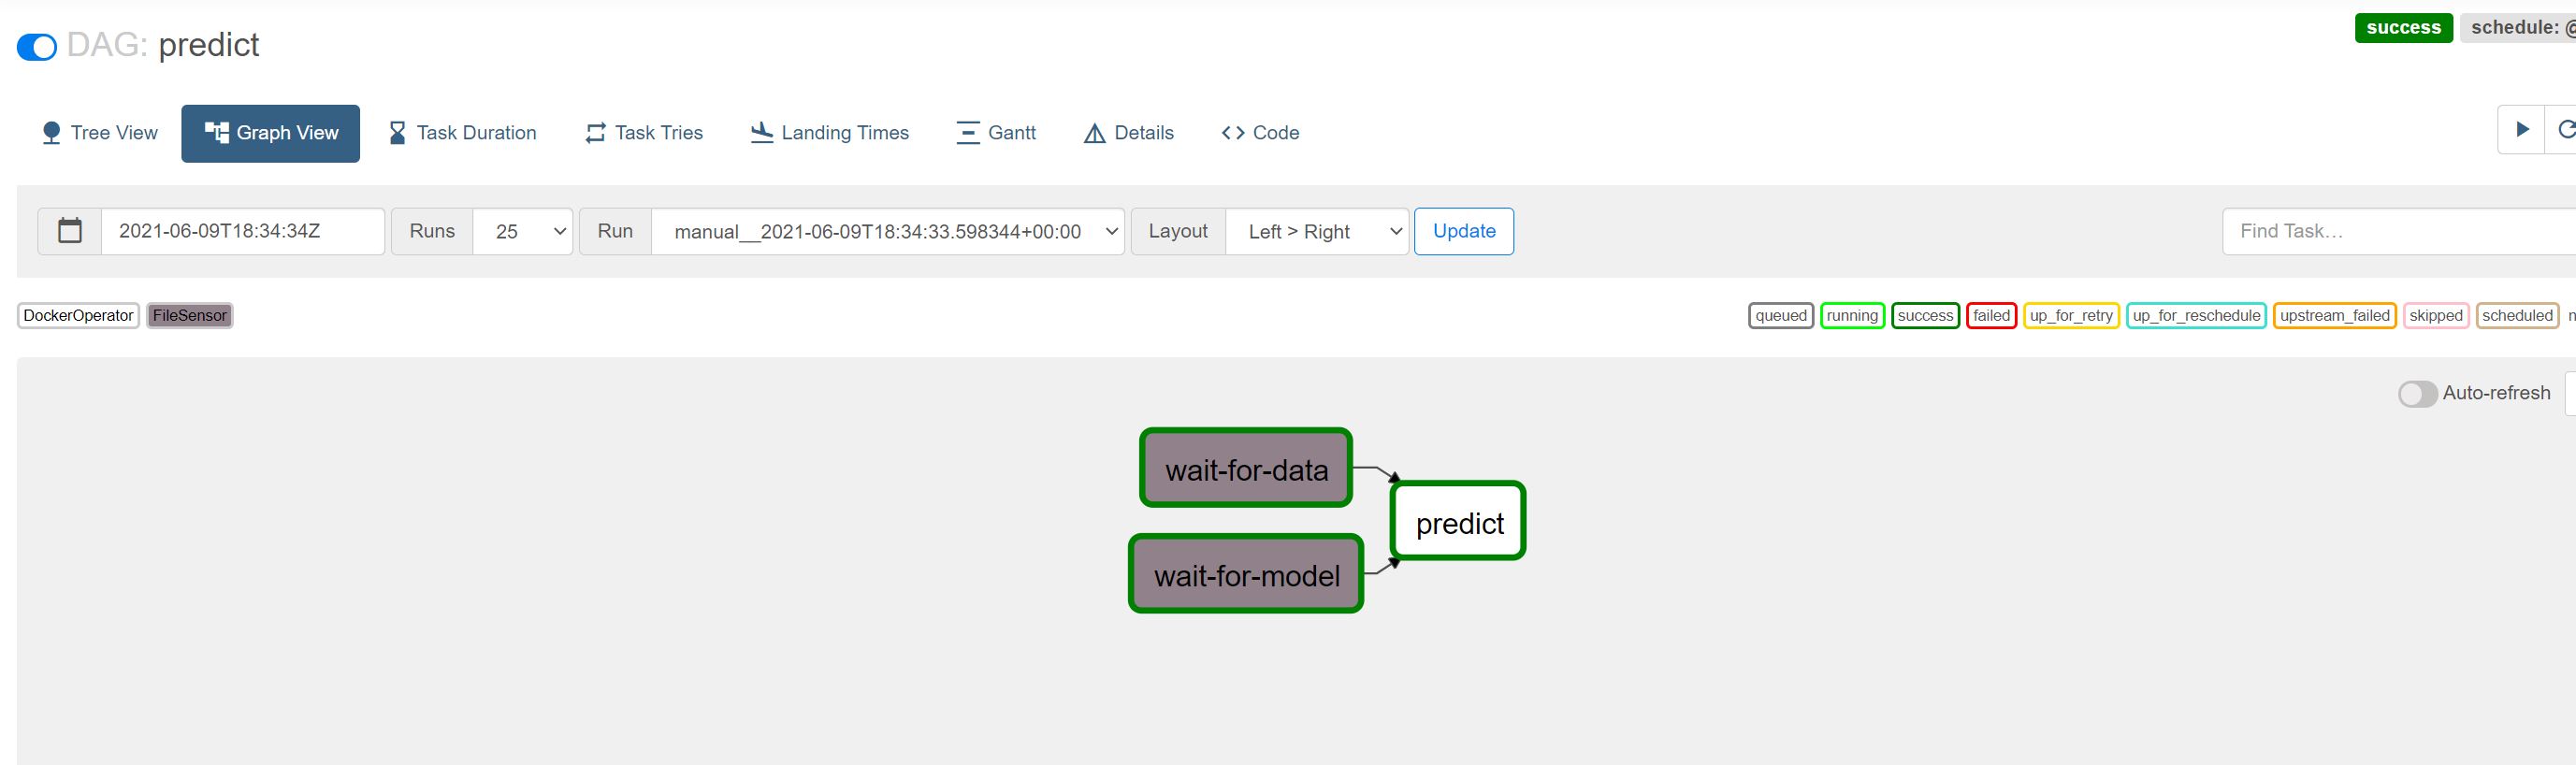 DAG: predict
success schedule: @
Tree View Graph View Task Duration Task Tries Landing Times Gantt Details Code
2021-06-09T18:34:34Z Runs 25 Run manual__2021-06-09T18:34:33.598344+00:00 Layout Left > Right Update Find Task…
DockerOperator FileSensor queued running success failed up_for_retry up_for_reschedule upstream_failed skipped scheduled
Auto-refresh
wait-for-data
predict
wait-for-model